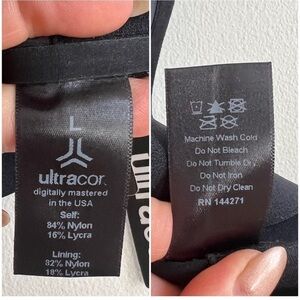 L
ultracor
digitally mastered
in the USA
Self:
84% Nylon
16% Lycra
Lining:
82% Nylon
18% Lycra
Machine Wash Cold
Do Not Bleach
Do Not Tumble Dry
Do Not Iron
Do Not Dry Clean
RN 144271